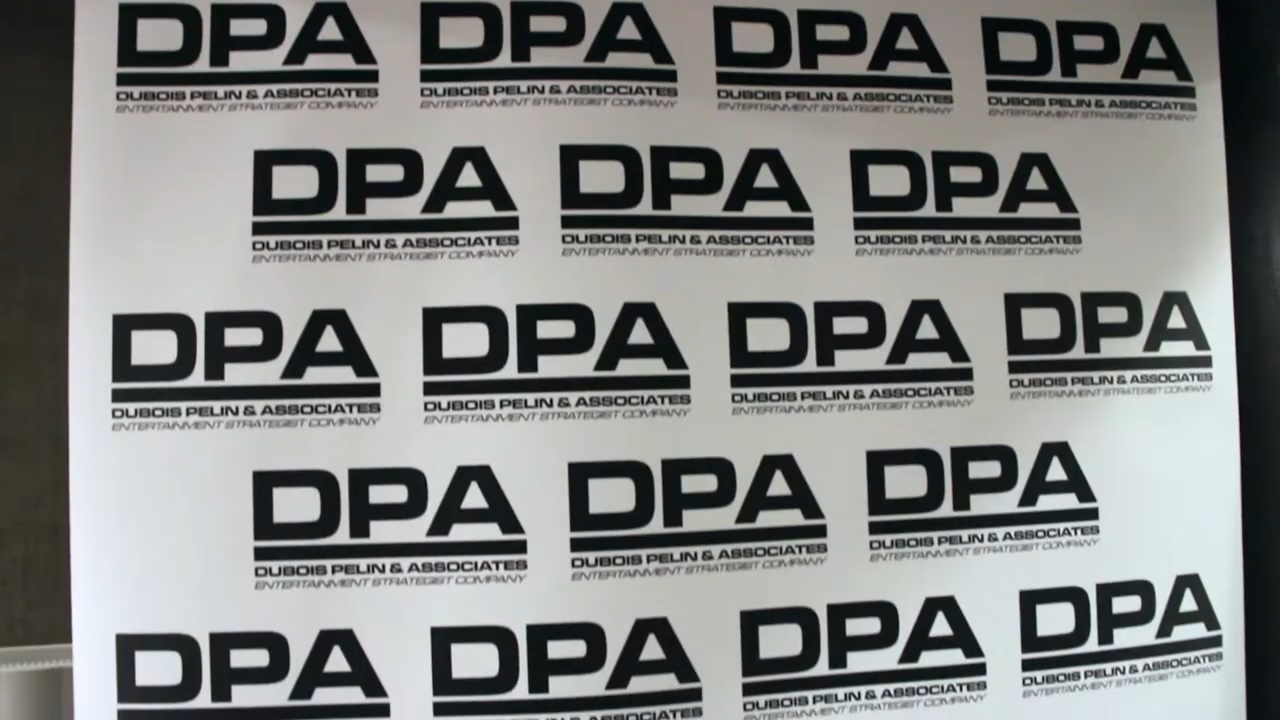 DPA DPA DPA DPA
DUBOIS PELIN & ASSOCIATES DUBOIS PELIN & ASSOCIATES DUBOIS PELIN & ASSOCIATES DUBOIS PELIN & ASSOCIATES
ENTERTAINMENT STRATEGIST COMPANY ENTERTAINMENT STRATEGIST COMPANY ENTERTAINMENT STRATEGIST COMPANY ENTERTAINMENT STRATEGIST COMPANY
DPA DPA DPA
DUBOIS PELIN & ASSOCIATES DUBOIS PELIN & ASSOCIATES DUBOIS PELIN & ASSOCIATES
ENTERTAINMENT STRATEGIST COMPANY ENTERTAINMENT STRATEGIST COMPANY ENTERTAINMENT STRATEGIST COMPANY
DPA DPA DPA DPA
DUBOIS PELIN & ASSOCIATES DUBOIS PELIN & ASSOCIATES DUBOIS PELIN & ASSOCIATES DUBOIS PELIN & ASSOCIATES
ENTERTAINMENT STRATEGIST COMPANY ENTERTAINMENT STRATEGIST COMPANY ENTERTAINMENT STRATEGIST COMPANY ENTERTAINMENT STRATEGIST COMPANY
DPA DPA DPA
DUBOIS PELIN & ASSOCIATES DUBOIS PELIN & ASSOCIATES DUBOIS PELIN & ASSOCIATES
ENTERTAINMENT STRATEGIST COMPANY ENTERTAINMENT STRATEGIST COMPANY ENTERTAINMENT STRATEGIST COMPANY
DPA DPA DPA DPA
DUBOIS PELIN & ASSOCIATES DUBOIS PELIN & ASSOCIATES DUBOIS PELIN & ASSOCIATES
ENTERTAINMENT STRATEGIST COMPANY ENTERTAINMENT STRATEGIST COMPANY